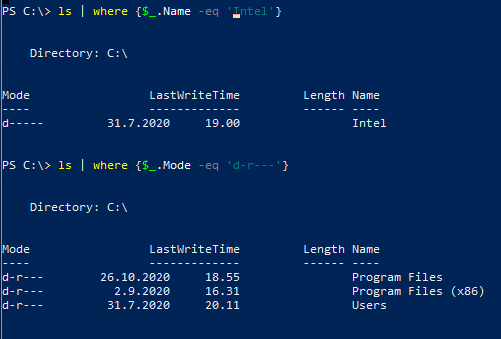 PS C:\> ls | where {$_.Name -eq 'Intel'}
Directory: C:\
Mode LastWriteTime Length Name
---- ------------- ------ ----
d----- 31.7.2020 19.00 Intel
PS C:\> ls | where {$_.Mode -eq 'd-r---'}
Directory: C:\
Mode LastWriteTime Length Name
---- ------------- ------ ----
d-r--- 26.10.2020 18.55 Program Files
d-r--- 2.9.2020 16.31 Program Files (x86)
d-r--- 31.7.2020 20.11 Users